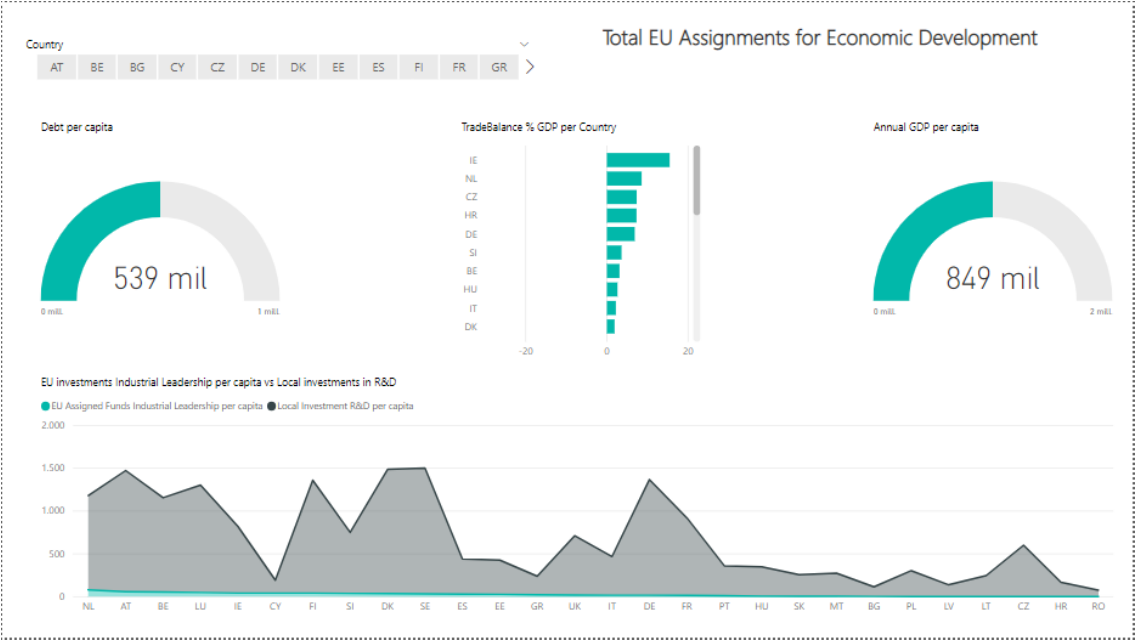 Total EU Assignments for Economic Development
Country
AT BE BG CY CZ DE DK EE ES FI FR GR
Debt per capita
539 mil
0 mill.
1 mill.
TradeBalance % GDP per Country
IE
NL
CZ
HR
DE
SI
BE
HU
IT
DK
-20 0 20
Annual GDP per capita
849 mil
0 mill.
2 mill.
EU investments Industrial Leadership per capita vs Local investments in R&D
EU Assigned Funds Industrial Leadership per capita Local Investment R&D per capita
2.000
1.500
1.000
500
0
NL AT BE LU IE CY FI SI DK SE ES EE GR UK IT DE FR PT HU SK MT BG PL LV LT CZ HR RO